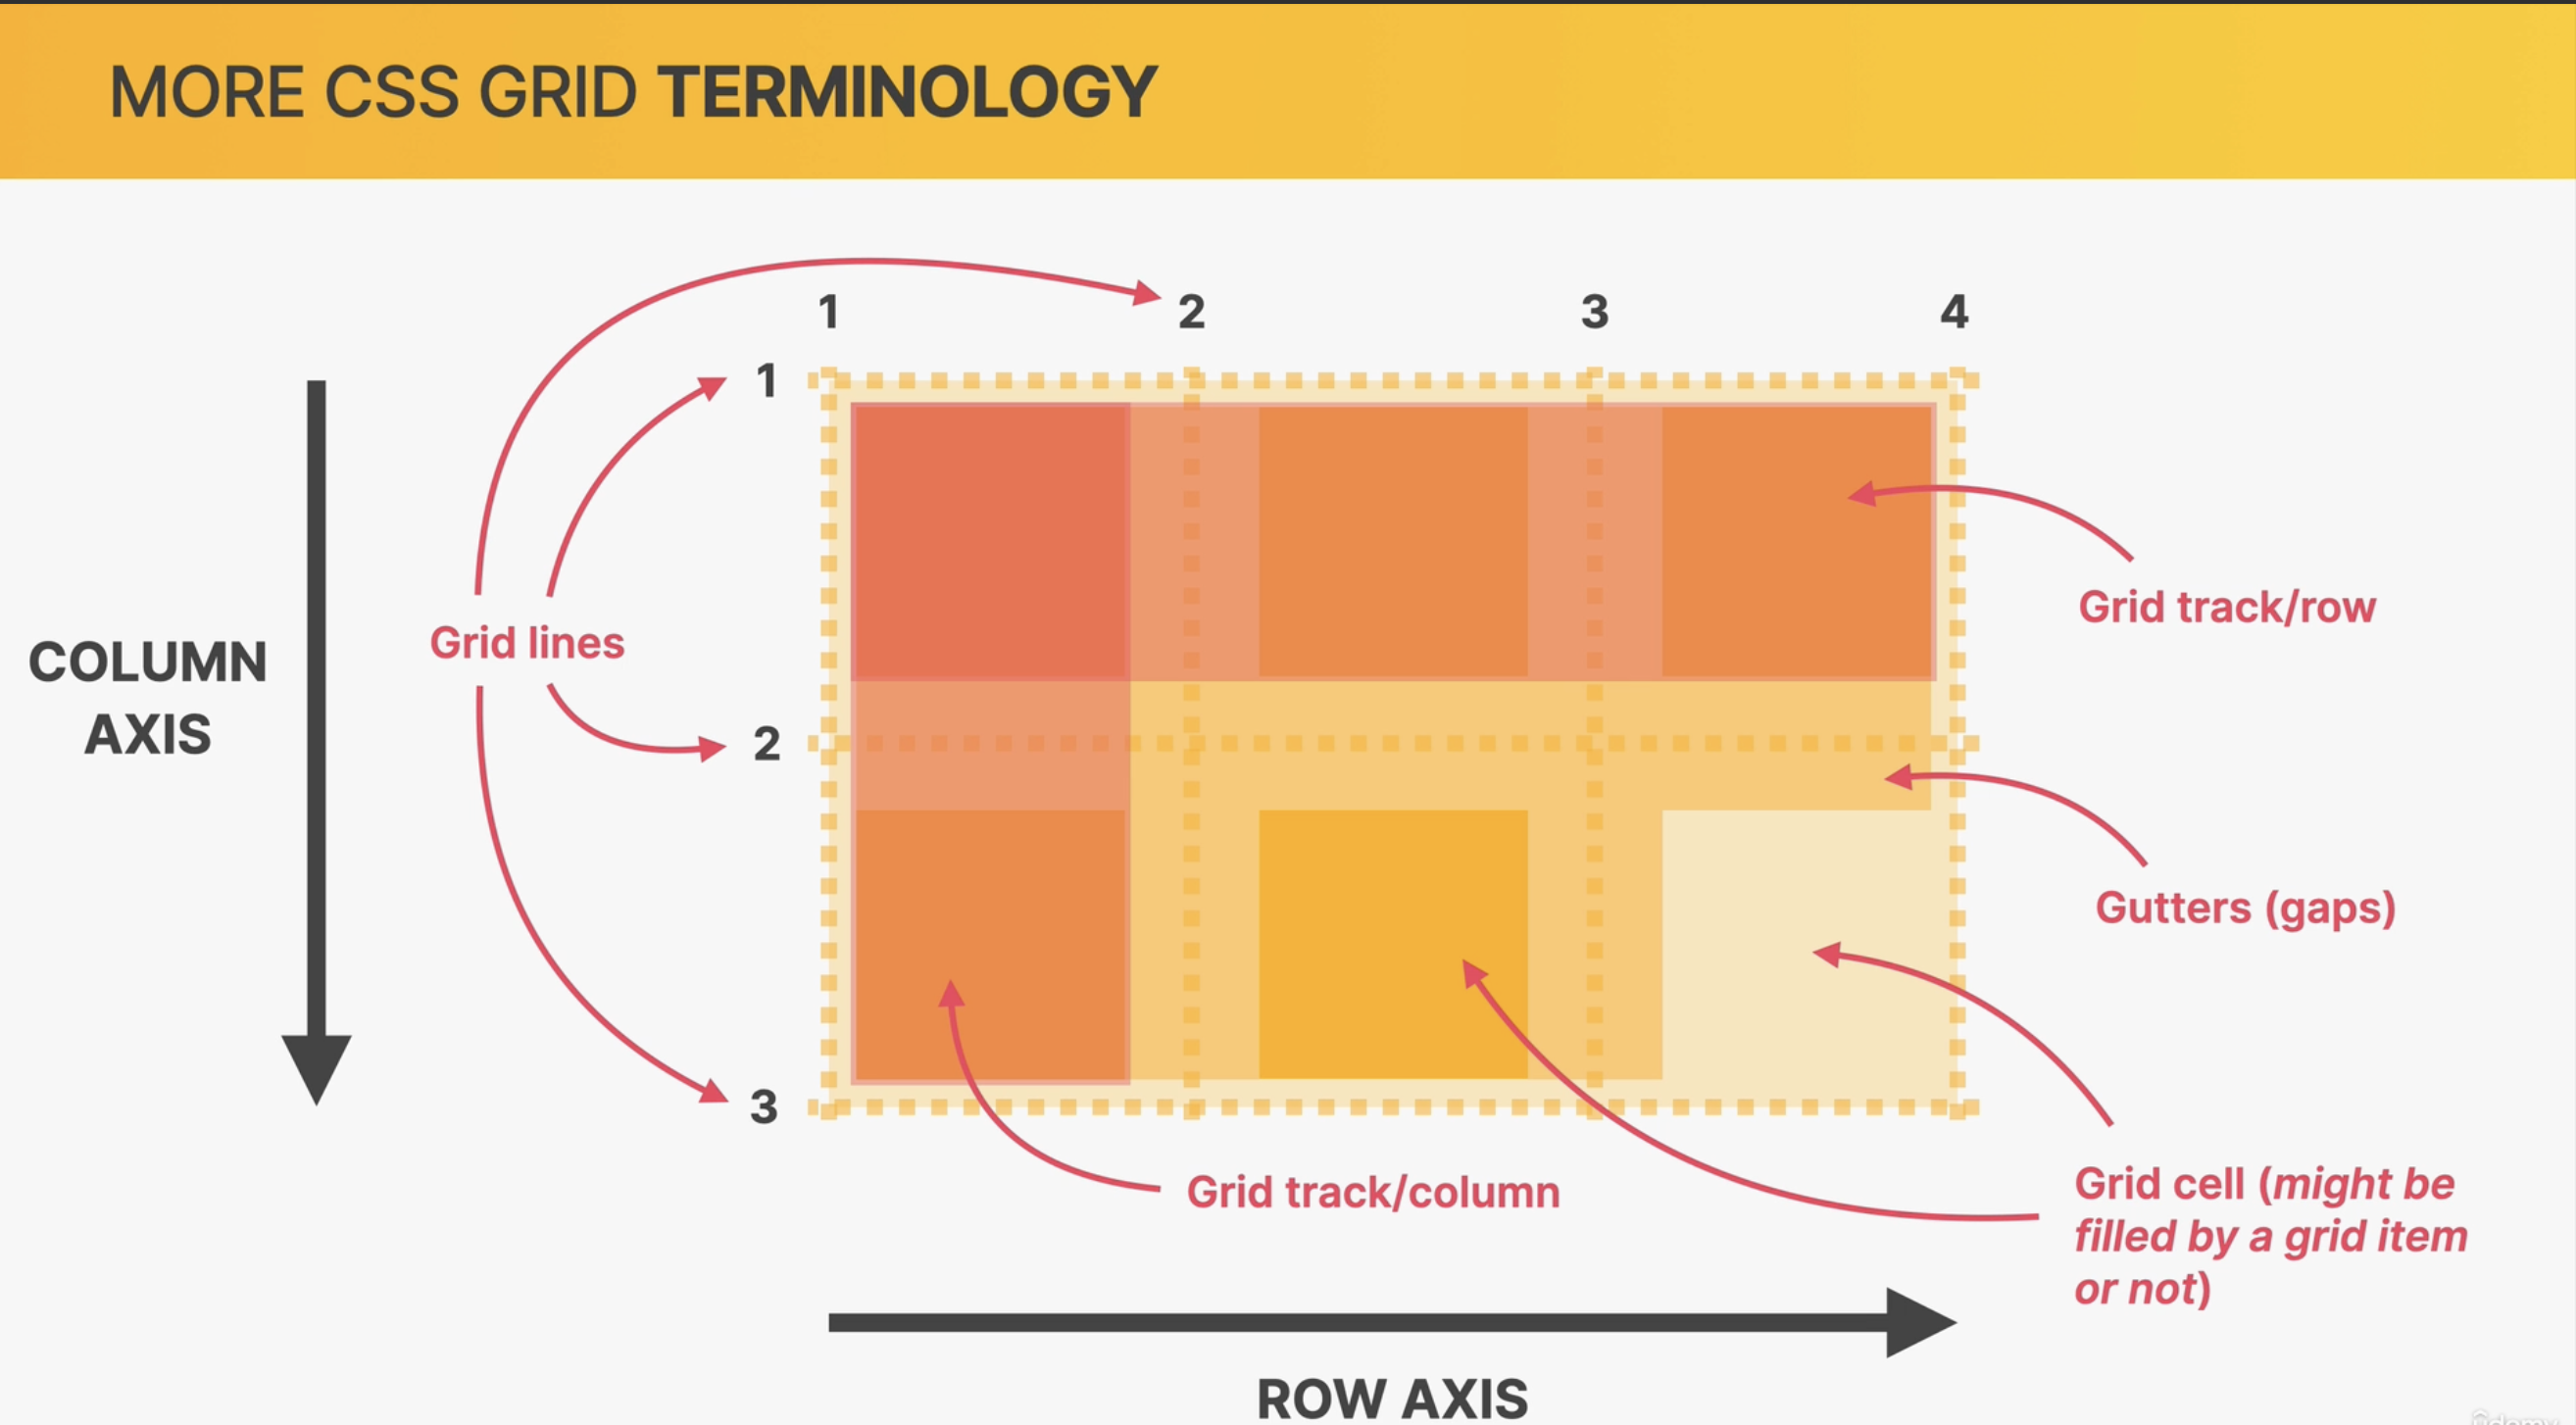 MORE CSS GRID TERMINOLOGY
1 2 3 4
1
Grid track/row
Grid lines
COLUMN
AXIS
2
Gutters (gaps)
3
Grid track/column
Grid cell (might be
filled by a grid item
or not)
ROW AXIS